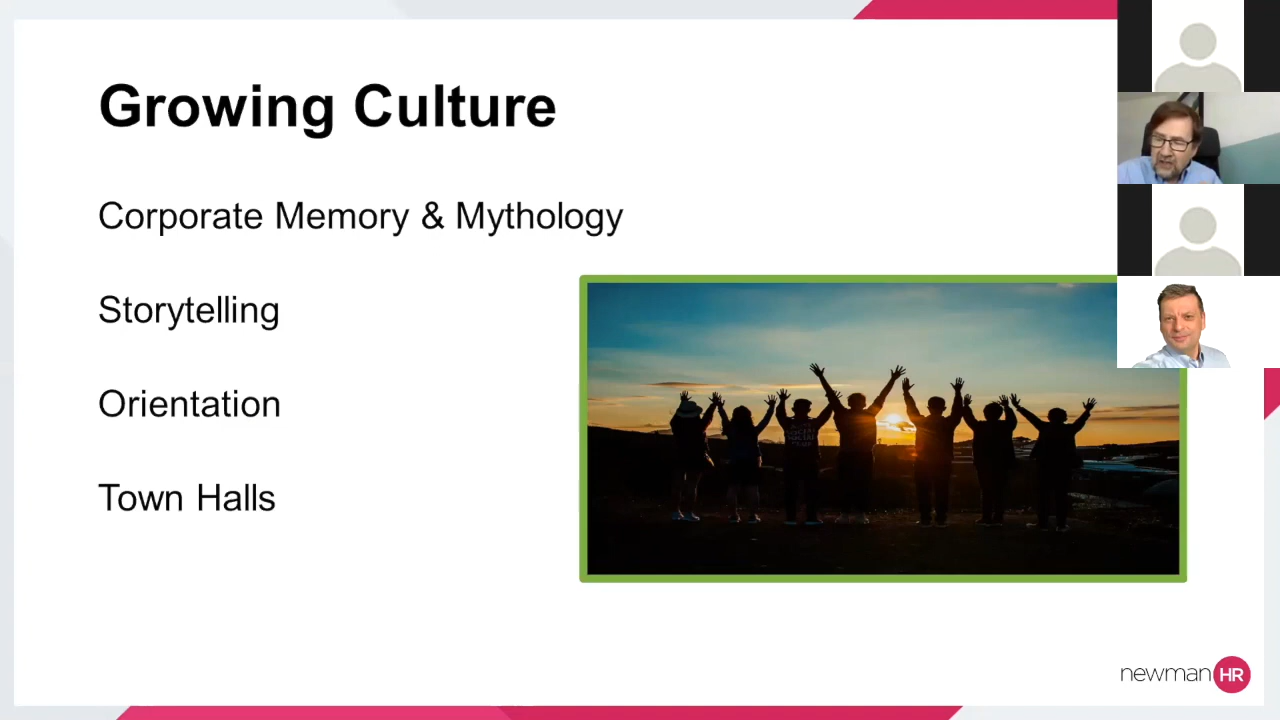 Growing Culture
Corporate Memory & Mythology
Storytelling
Orientation
Town Halls
newman HR